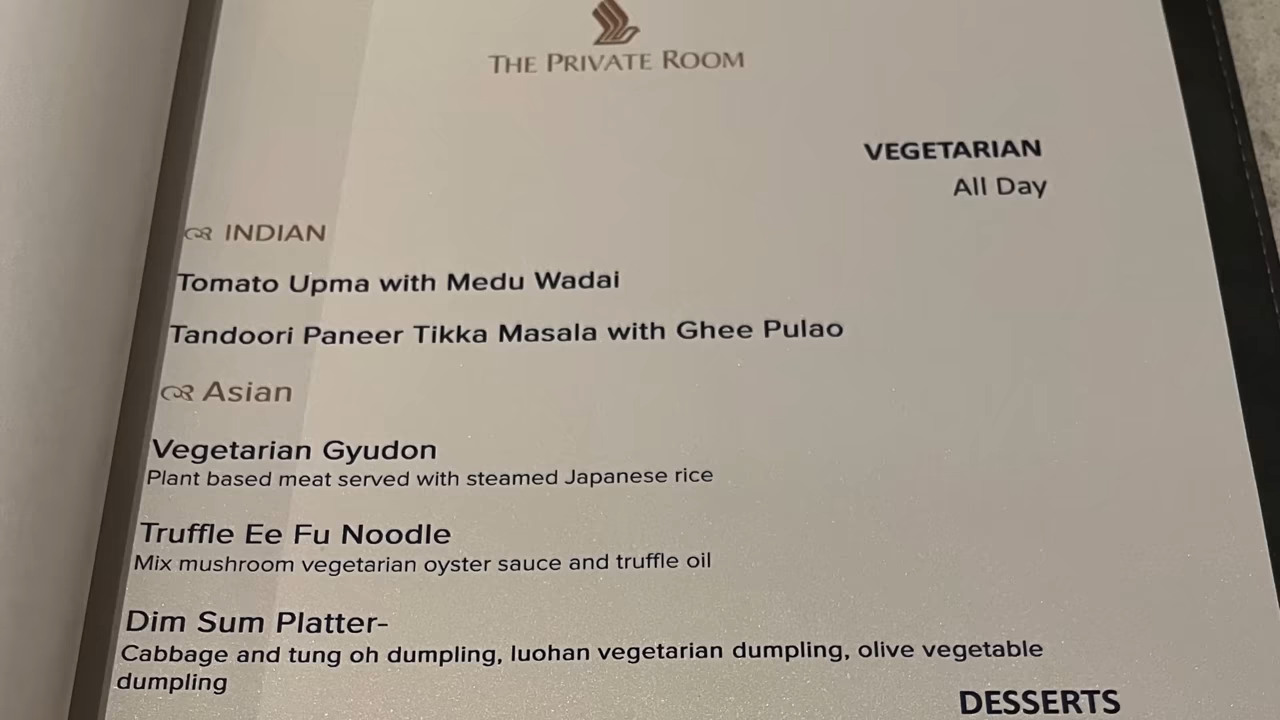 THE PRIVATE ROOM
VEGETARIAN
All Day
INDIAN
Tomato Upma with Medu Wadai
Tandoori Paneer Tikka Masala with Ghee Pulao
Asian
Vegetarian Gyudon
Plant based meat served with steamed Japanese rice
Truffle Ee Fu Noodle
Mix mushroom vegetarian oyster sauce and truffle oil
Dim Sum Platter-
Cabbage and tung oh dumpling, luohan vegetarian dumpling, olive vegetable
dumpling
DESSERTS